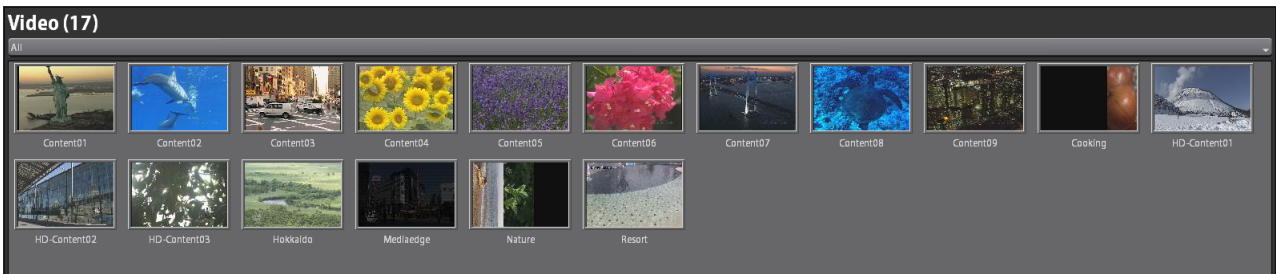 Video (17)
All
Content01 Content02 Content03 Content04 Content05 Content06 Content07 Content08 Content09 Cooking HD-Content01
HD-Content02 HD-Content03 Hokkaido Mediaedge Nature Resort